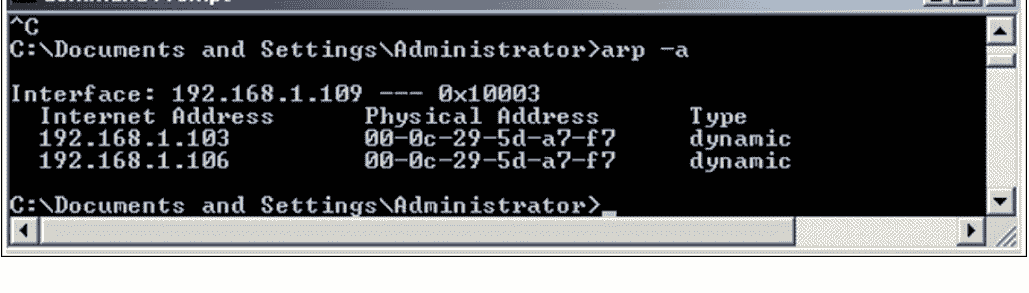 ^C
C:\Documents and Settings\Administrator>arp -a
Interface: 192.168.1.109 --- 0x10003
Internet Address Physical Address Type
192.168.1.103 00-0c-29-5d-a7-f7 dynamic
192.168.1.106 00-0c-29-5d-a7-f7 dynamic
C:\Documents and Settings\Administrator>_